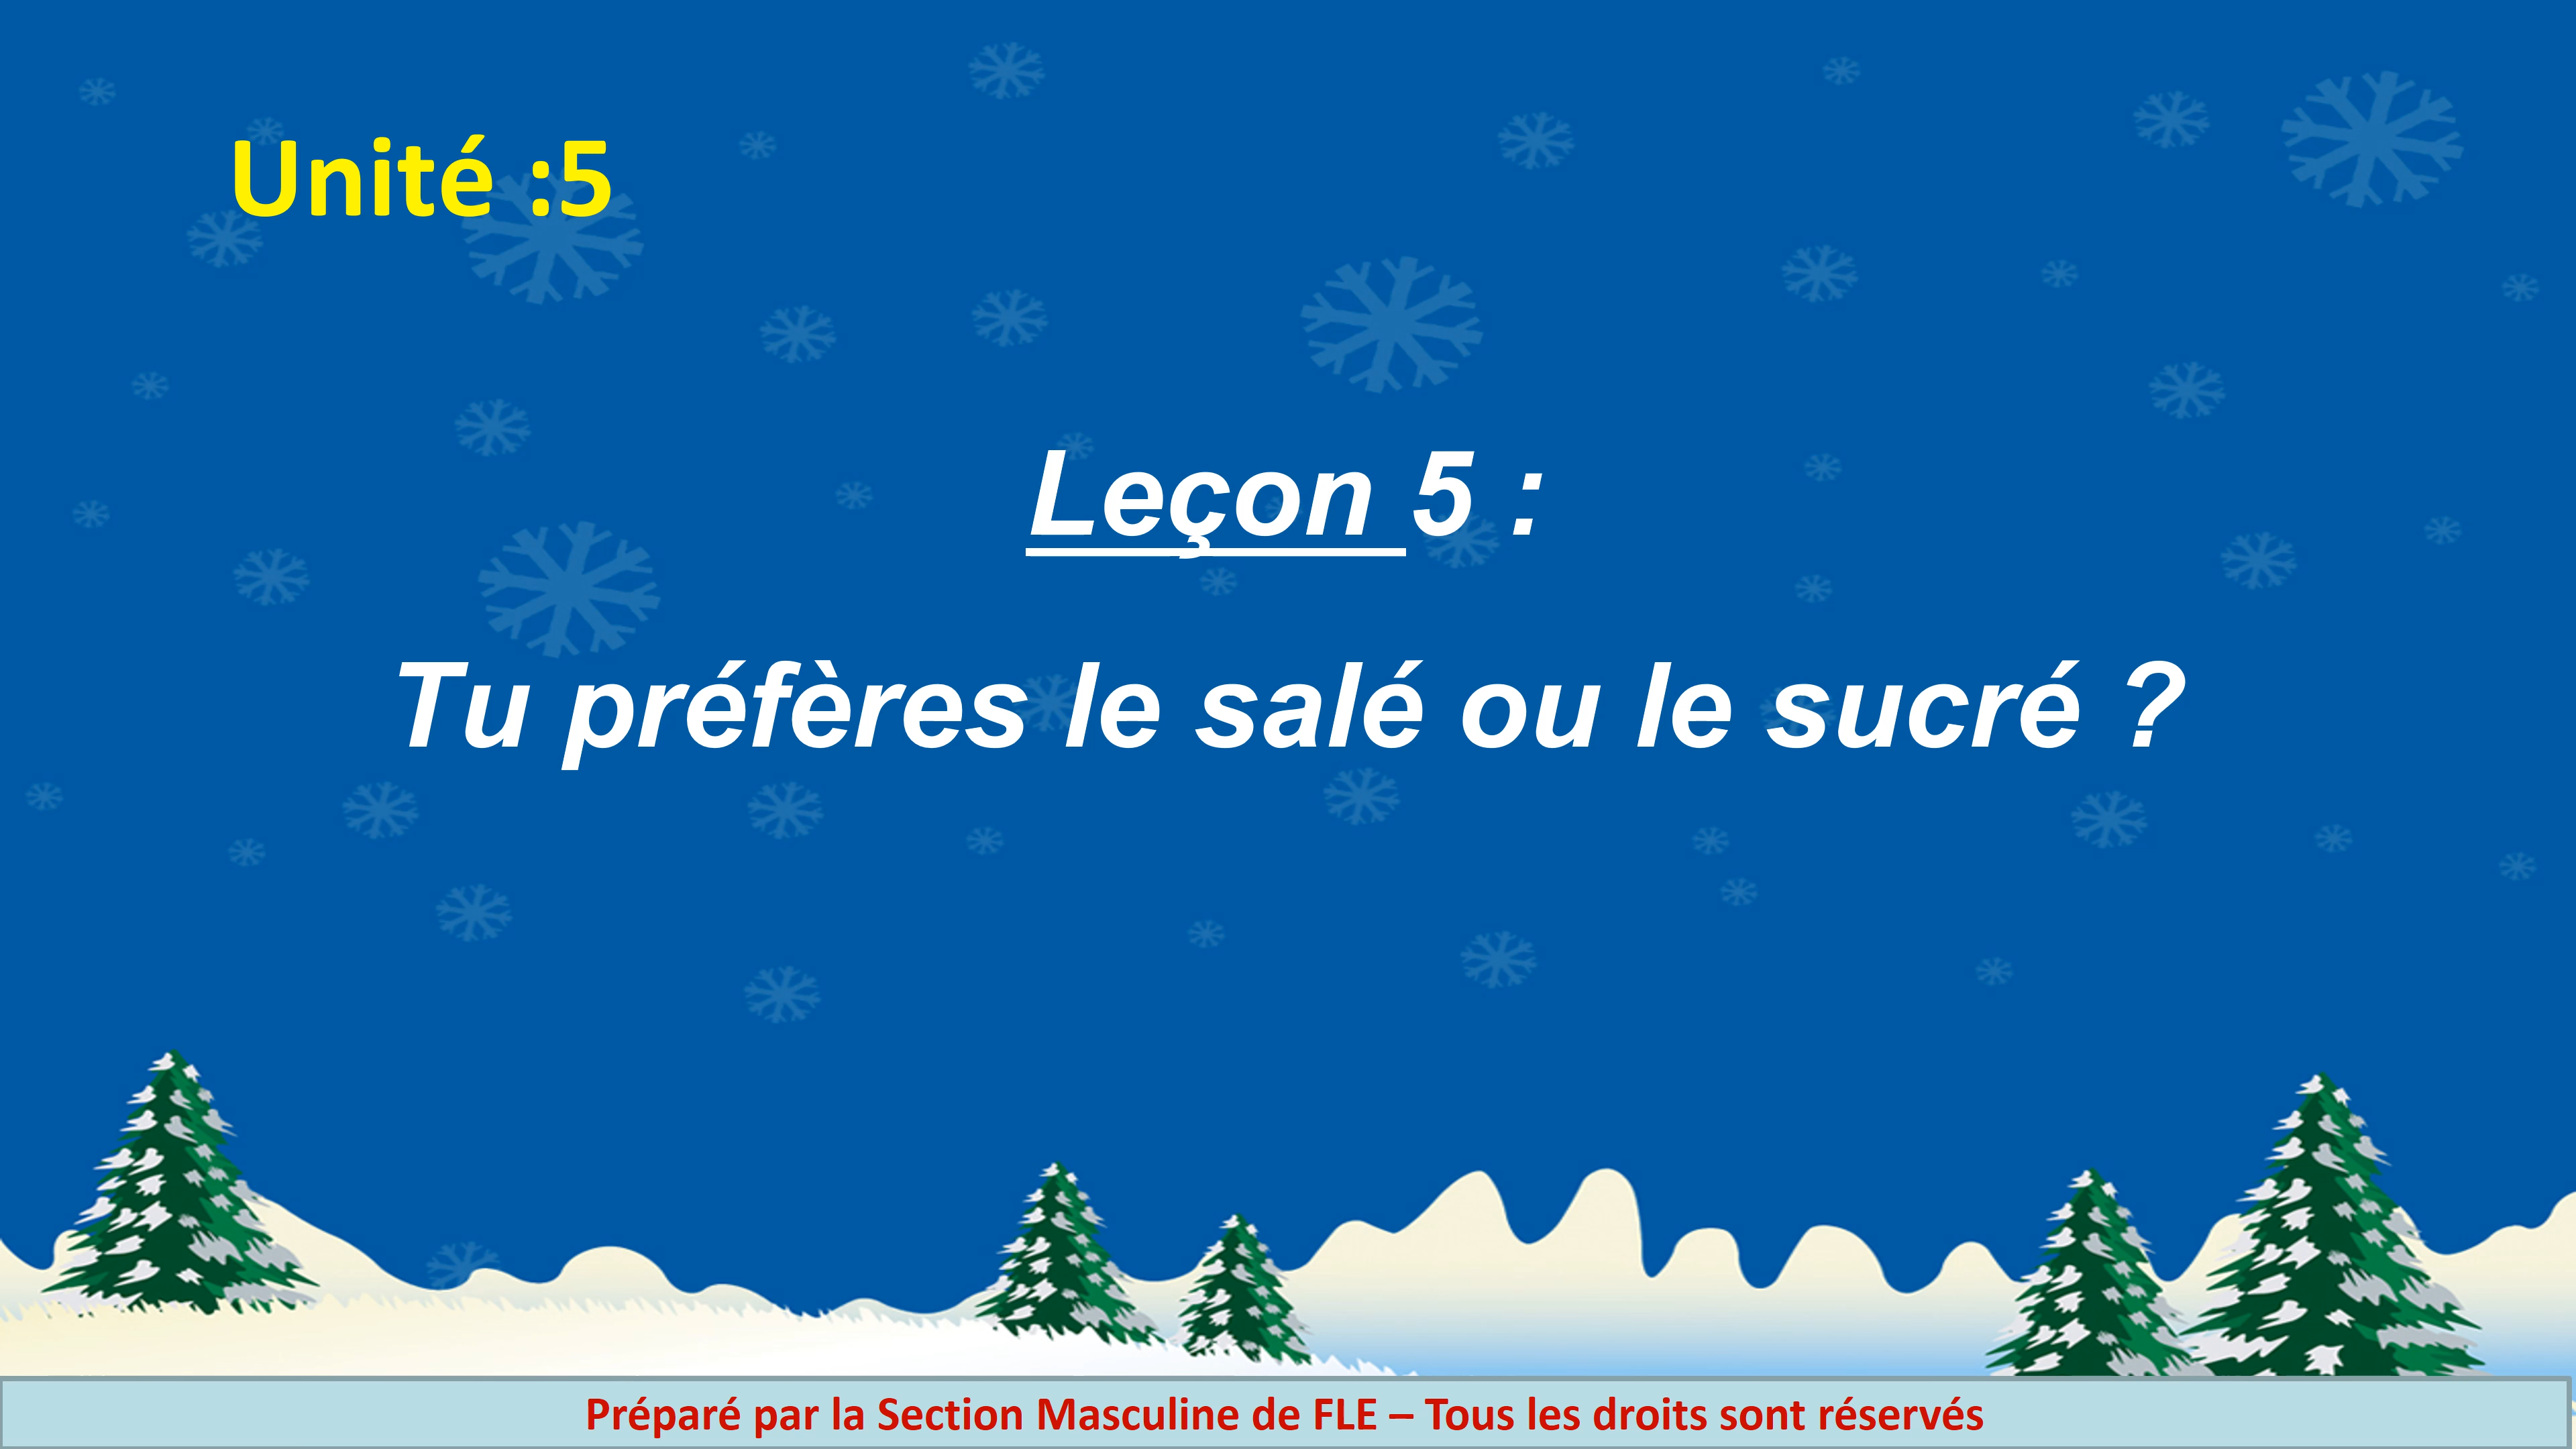 Unité :5
Leçon 5 :
Tu préfères le salé ou le sucré ?
Préparé par la Section Masculine de FLE – Tous les droits sont réservés